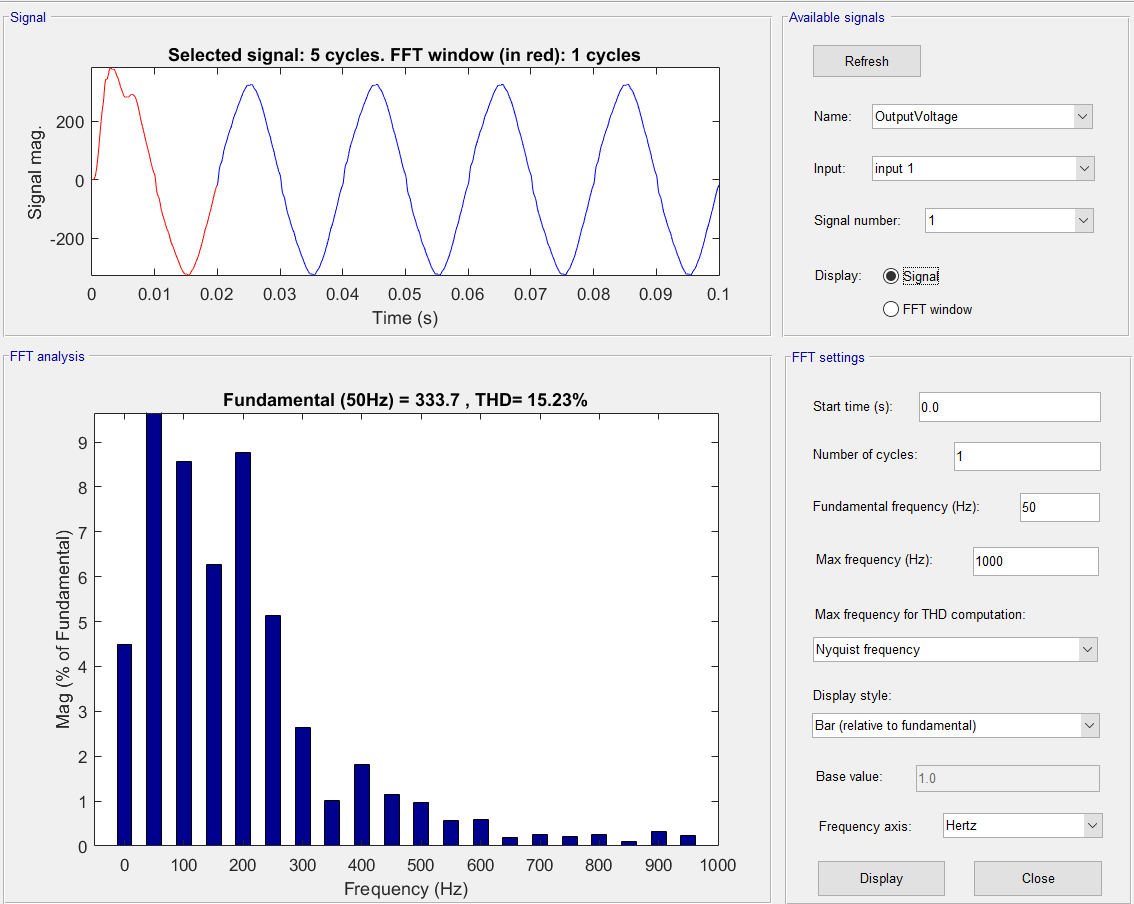 Signal
Selected signal: 5 cycles. FFT window (in red): 1 cycles
200
0
-200
Signal mag.
0 0.01 0.02 0.03 0.04 0.05 0.06 0.07 0.08 0.09 0.1
Time (s)
Available signals
Refresh
Name: OutputVoltage
Input: input 1
Signal number: 1
Display: Signal
FFT window
FFT analysis
Fundamental (50Hz) = 333.7 , THD= 15.23%
9
8
7
6
5
4
3
2
1
0
Mag (% of Fundamental)
0 100 200 300 400 500 600 700 800 900 1000
Frequency (Hz)
FFT settings
Start time (s): 0.0
Number of cycles: 1
Fundamental frequency (Hz): 50
Max frequency (Hz): 1000
Max frequency for THD computation:
Nyquist frequency
Display style:
Bar (relative to fundamental)
Base value: 1.0
Frequency axis: Hertz
Display Close